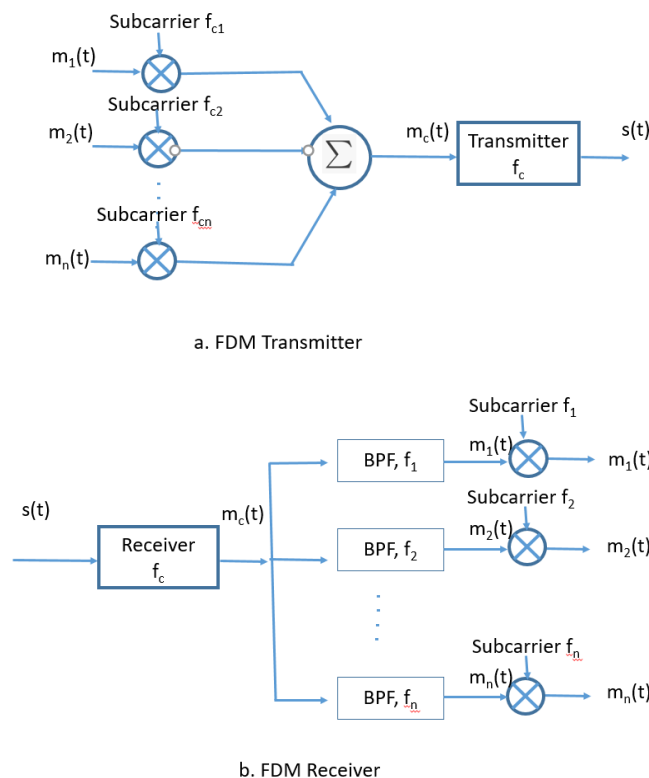 Subcarrier f_c1
m_1(t)
Subcarrier f_c2
m_2(t)
Subcarrier f_cn
m_n(t)
Σ
m_c(t)
Transmitter
f_c
s(t)
a. FDM Transmitter
s(t)
Receiver
f_c
m_c(t)
BPF, f_1
m_1(t)
Subcarrier f_1
m_1(t)
BPF, f_2
m_2(t)
Subcarrier f_2
m_2(t)
BPF, f_n
m_n(t)
Subcarrier f_n
m_n(t)
b. FDM Receiver